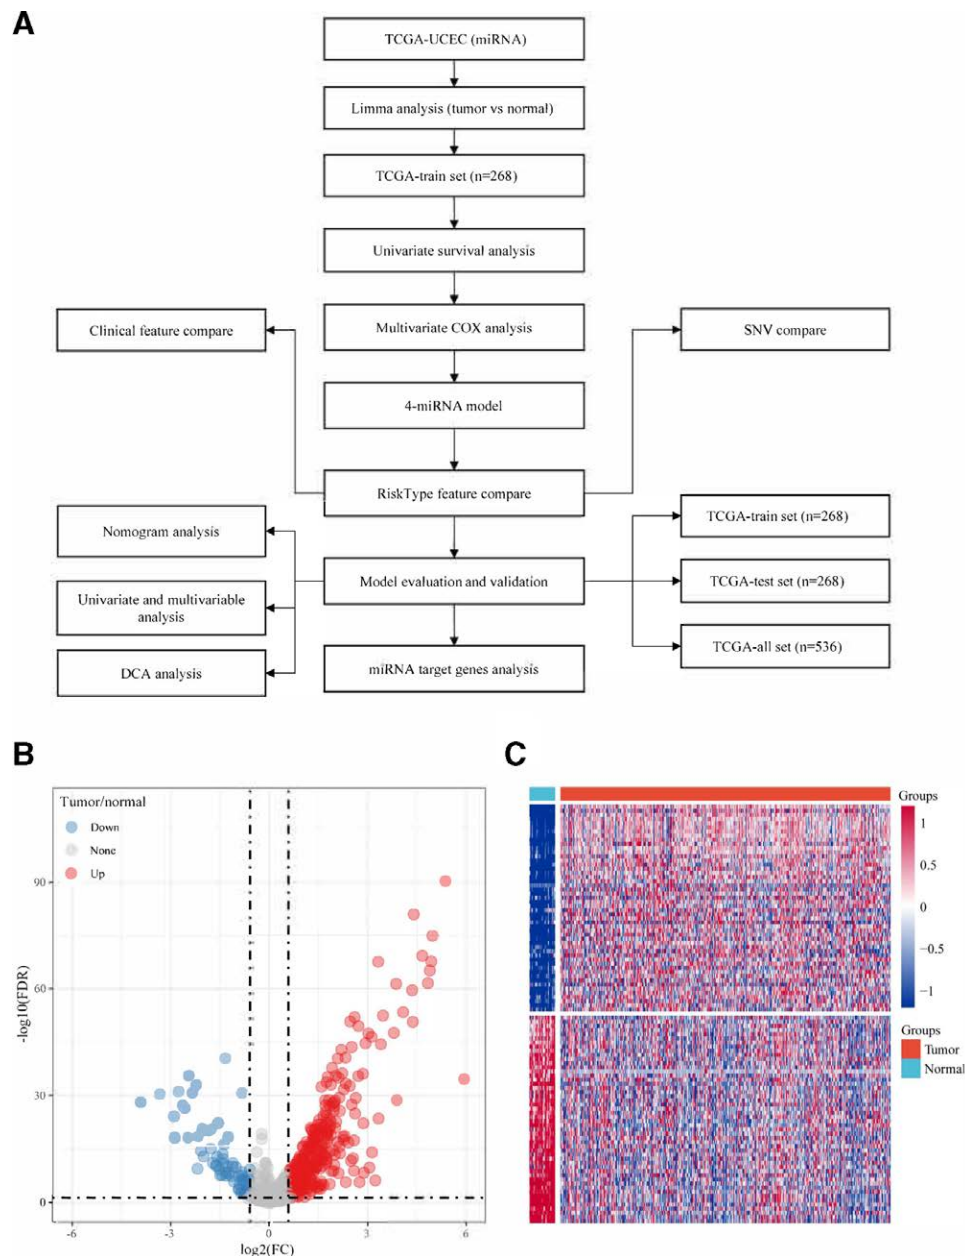 A
TCGA-UCEC (miRNA)
Limma analysis (tumor vs normal)
TCGA-train set (n=268)
Univariate survival analysis
Clinical feature compare
Multivariate COX analysis
SNV compare
4-miRNA model
RiskType feature compare
Nomogram analysis
TCGA-train set (n=268)
Model evaluation and validation
TCGA-test set (n=268)
Univariate and multivariable
analysis
TCGA-all set (n=536)
DCA analysis
miRNA target genes analysis
B
Tumor/normal
Down
None
Up
90
60
30
0
-log10(FDR)
-6
-3
0
3
6
log2(FC)
C
Groups
1
0.5
0
−0.5
−1
Groups
Tumor
Normal